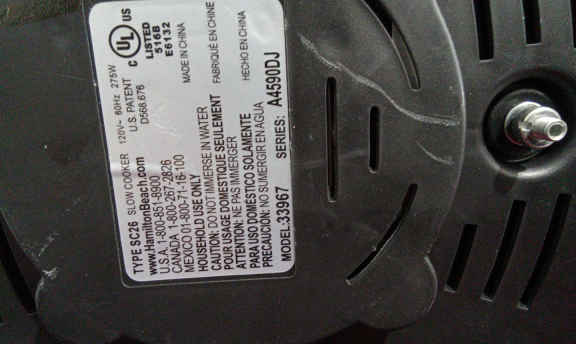 TYPE SC26 SLOW COOKER 120V~ 60Hz 275W
www.HamiltonBeach.com U.S. PATENT
U.S.A. 1-800-851-8900 D568,676
CANADA 1-800-267-2826
MEXICO 01-800-71-16-100
HOUSEHOLD USE ONLY
CAUTION: DO NOT IMMERSE IN WATER
POUR USAGE DOMESTIQUE SEULEMENT
ATTENTION: NE PAS IMMERGER
PARA USO DOMESTICO SOLAMENTE
PRECAUCIÓN: NO SUMERGIR EN AGUA
MODEL 33967 SERIES: A4590DJ
C UL US
LISTED
516B
E6132
MADE IN CHINA
FABRIQUÉ EN CHINE
HECHO EN CHINA